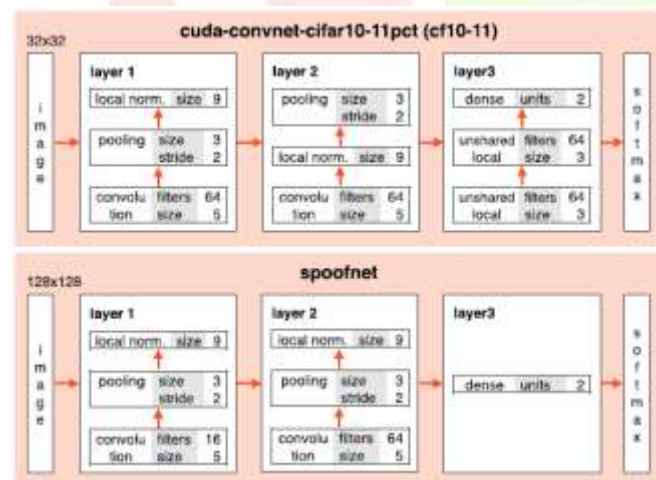 cuda-convnet-cifar10-11pct (cf10-11)
32x32
image
layer 1
local norm. size 9
pooling size 3
stride 2
convolu filters 64
tion size 5
layer 2
pooling size 3
stride 2
local norm. size 9
convolu filters 64
tion size 5
layer3
dense units 2
unshared filters 64
local size 3
unshared filters 64
local size 3
softmax
spoofnet
128x128
image
layer 1
local norm. size 9
pooling size 3
stride 2
convolu filters 16
tion size 5
layer 2
local norm. size 9
pooling size 3
stride 2
convolu filters 64
tion size 5
layer3
dense units 2
softmax